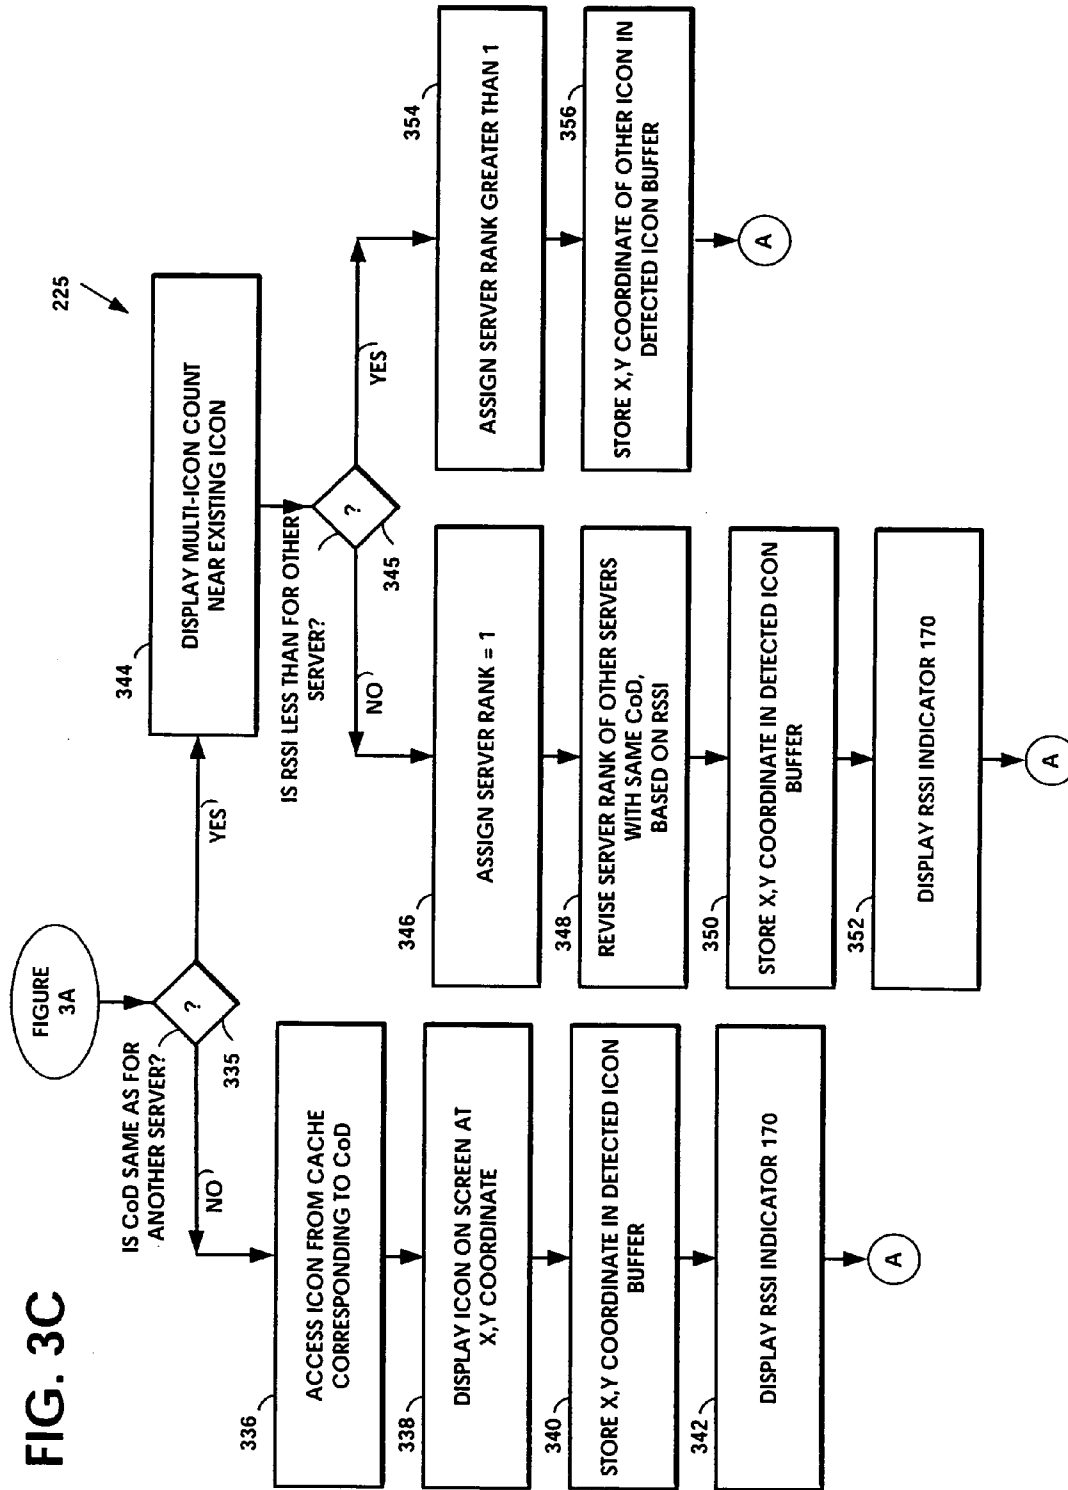 FIG. 3C
FIGURE
3A
225
IS CoD SAME AS FOR
ANOTHER SERVER?
?
335
NO
YES
336
ACCESS ICON FROM CACHE
CORRESPONDING TO CoD
338
DISPLAY ICON ON SCREEN AT
X,Y COORDINATE
340
STORE X,Y COORDINATE IN DETECTED ICON
BUFFER
342
DISPLAY RSSI INDICATOR 170
A
344
DISPLAY MULTI-ICON COUNT
NEAR EXISTING ICON
IS RSSI LESS THAN FOR OTHER
SERVER?
?
345
NO
YES
346
ASSIGN SERVER RANK = 1
348
REVISE SERVER RANK OF OTHER SERVERS
WITH SAME CoD,
BASED ON RSSI
350
STORE X,Y COORDINATE IN DETECTED ICON
BUFFER
352
DISPLAY RSSI INDICATOR 170
A
354
ASSIGN SERVER RANK GREATER THAN 1
356
STORE X,Y COORDINATE OF OTHER ICON IN
DETECTED ICON BUFFER
A